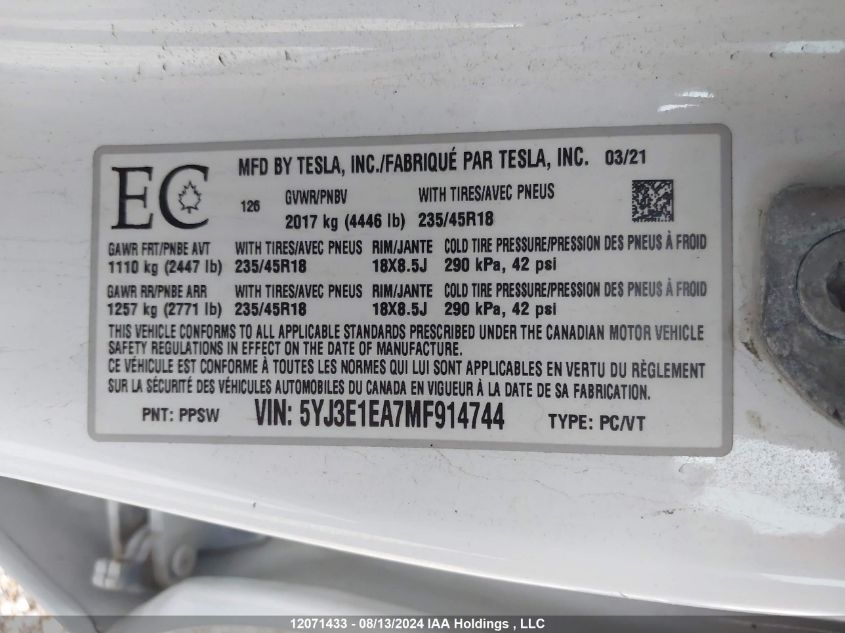 EC
MFD BY TESLA, INC./FABRIQUÉ PAR TESLA, INC. 03/21
126 GVWR/PNBV WITH TIRES/AVEC PNEUS
2017 kg (4446 lb) 235/45R18
GAWR FRT/PNBE AVT WITH TIRES/AVEC PNEUS RIM/JANTE COLD TIRE PRESSURE/PRESSION DES PNEUS À FROID
1110 kg (2447 lb) 235/45R18 18X8.5J 290 kPa, 42 psi
GAWR RR/PNBE ARR WITH TIRES/AVEC PNEUS RIM/JANTE COLD TIRE PRESSURE/PRESSION DES PNEUS À FROID
1257 kg (2771 lb) 235/45R18 18X8.5J 290 kPa, 42 psi
THIS VEHICLE CONFORMS TO ALL APPLICABLE STANDARDS PRESCRIBED UNDER THE CANADIAN MOTOR VEHICLE
SAFETY REGULATIONS IN EFFECT ON THE DATE OF MANUFACTURE.
CE VÉHICULE EST CONFORME À TOUTES LES NORMES QUI LUI SONT APPLICABLES EN VERTU DU RÈGLEMENT
SUR LA SÉCURITÉ DES VÉHICULES AUTOMOBILES DU CANADA EN VIGUEUR À LA DATE DE SA FABRICATION.
PNT: PPSW VIN: 5YJ3E1EA7MF914744 TYPE: PC/VT
12071433 - 08/13/2024 IAA Holdings , LLC